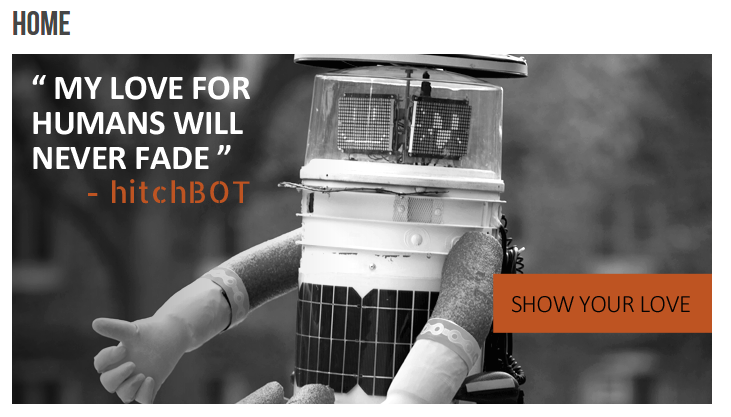 HOME
“ MY LOVE FOR
HUMANS WILL
NEVER FADE ”
- hitchBOT
SHOW YOUR LOVE